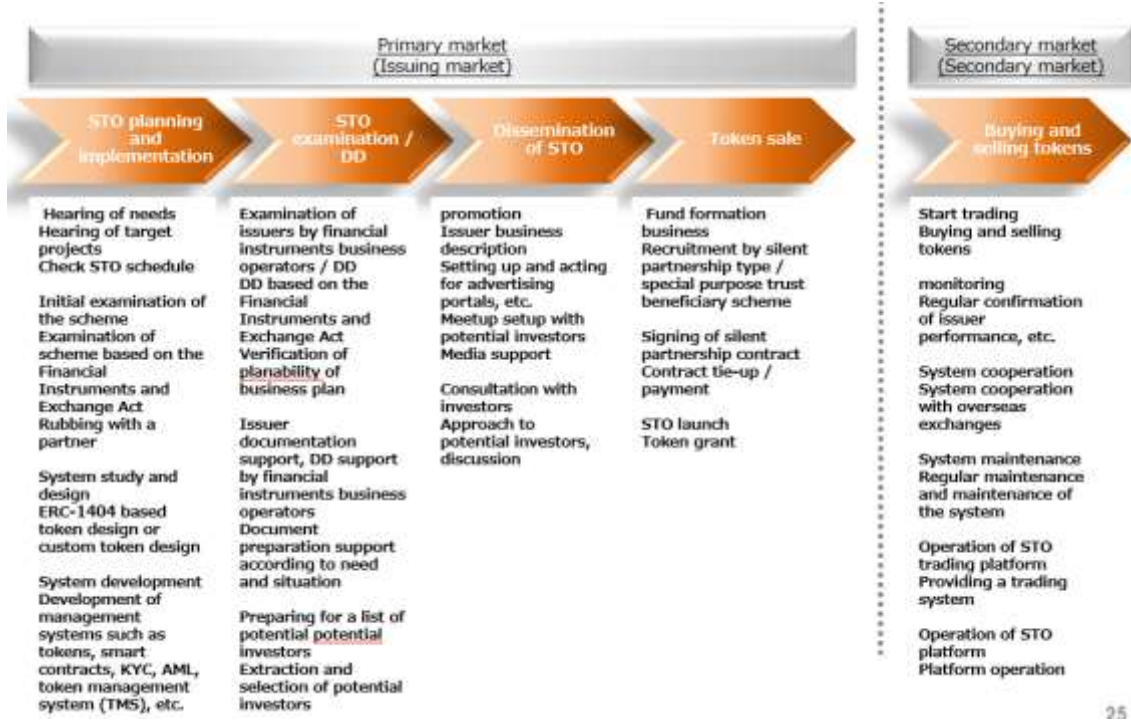 Primary market
(Issuing market)
Secondary market
(Secondary market)
STO planning
and
implementation
STO
examination /
DD
Dissemination
of STO
Token sale
Buying and
selling tokens
Hearing of needs
Hearing of target
projects
Check STO schedule
Initial examination of
the scheme
Examination of
scheme based on the
Financial
Instruments and
Exchange Act
Rubbing with a
partner
System study and
design
ERC-1404 based
token design or
custom token design
System development
Development of
management
systems such as
tokens, smart
contracts, KYC, AML,
token management
system (TMS), etc.
Examination of
issuers by financial
instruments business
operators / DD
DD based on the
Financial
Instruments and
Exchange Act
Verification of
planability of
business plan
Issuer
documentation
support, DD support
by financial
instruments business
operators
Document
preparation support
according to need
and situation
Preparing for a list of
potential potential
investors
Extraction and
selection of potential
investors
promotion
Issuer business
description
Setting up and acting
for advertising
portals, etc.
Meetup setup with
potential investors
Media support
Consultation with
investors
Approach to
potential investors,
discussion
Fund formation
business
Recruitment by silent
partnership type /
special purpose trust
beneficiary scheme
Signing of silent
partnership contract
Contract tie-up /
payment
STO launch
Token grant
Start trading
Buying and selling
tokens
monitoring
Regular confirmation
of issuer
performance, etc.
System cooperation
System cooperation
with overseas
exchanges
System maintenance
Regular maintenance
and maintenance of
the system
Operation of STO
trading platform
Providing a trading
system
Operation of STO
platform
Platform operation
25